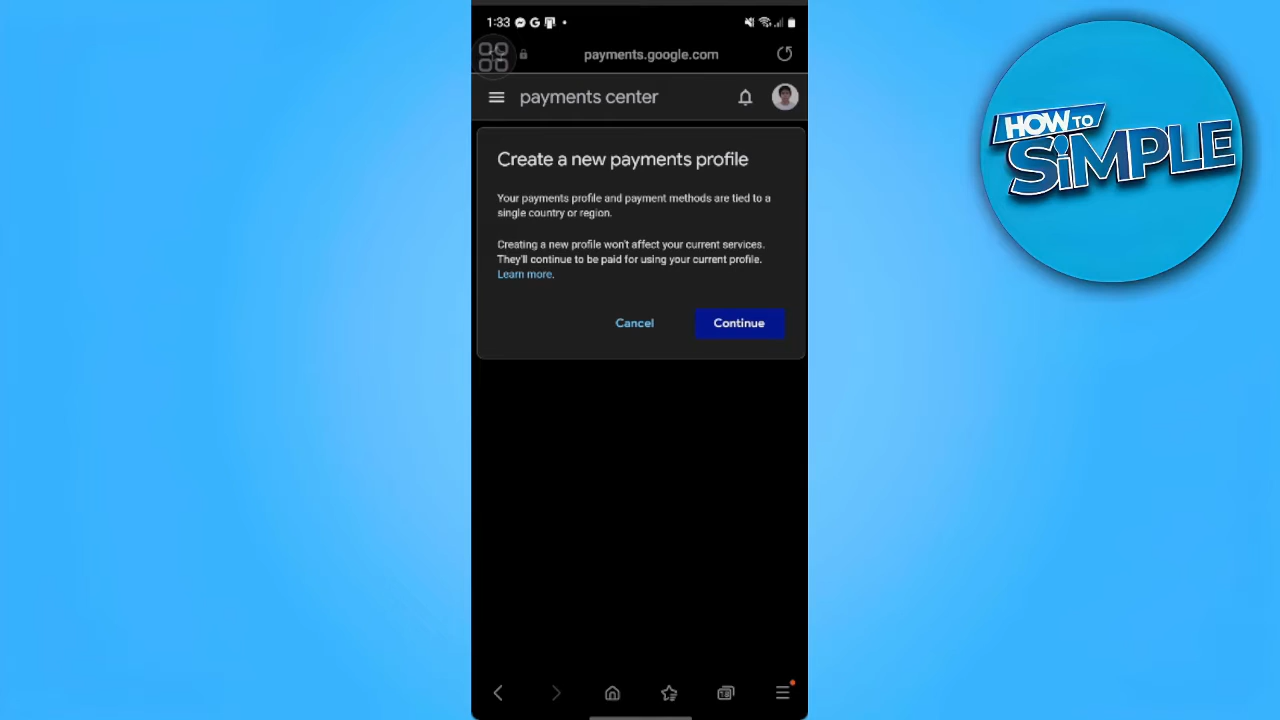 1:33
payments.google.com
payments center
Create a new payments profile
Your payments profile and payment methods are tied to a
single country or region.
Creating a new profile won't affect your current services.
They'll continue to be paid for using your current profile.
Learn more.
Cancel
Continue
HOW TO
SiMPLE